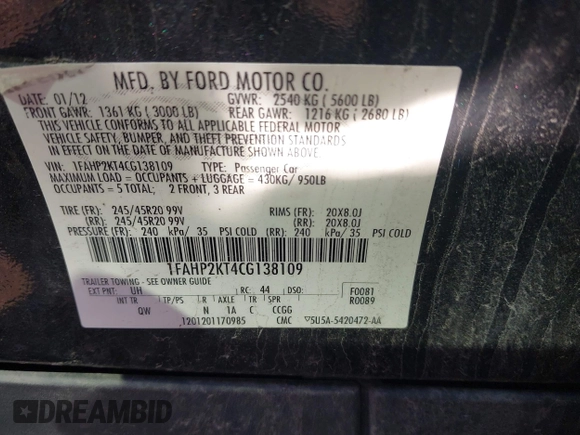 MFD. BY FORD MOTOR CO.
DATE: 01/12 GVWR: 2540 KG ( 5600 LB)
FRONT GAWR: 1361 KG ( 3000 LB) REAR GAWR: 1216 KG ( 2680 LB)
THIS VEHICLE CONFORMS TO ALL APPLICABLE FEDERAL MOTOR
VEHICLE SAFETY, BUMPER, AND THEFT PREVENTION STANDARDS
IN EFFECT ON THE DATE OF MANUFACTURE SHOWN ABOVE.
VIN: 1FAHP2KT4CG138109 TYPE: Passenger Car
MAXIMUM LOAD = OCCUPANTS + LUGGAGE = 430KG/ 950LB
OCCUPANTS = 5 TOTAL: 2 FRONT, 3 REAR
TIRE (FR): 245/45R20 99V RIMS (FR): 20X8.0J
(RR): 245/45R20 99V (RR): 20X8.0J
PRESSURE (FR): 240 kPa/ 35 PSI COLD (RR): 240 kPa/ 35 PSI COLD
1FAHP2KT4CG138109
TRAILER TOWING - SEE OWNER GUIDE
EXT PNT: UH RC: 44 DSO: F0081
R0089
INT TR TP/PS R AXLE TR SPR
QW N 1A C CCGG
1201201170985 CMC 5U5A-5420472-AA
DREAMBID